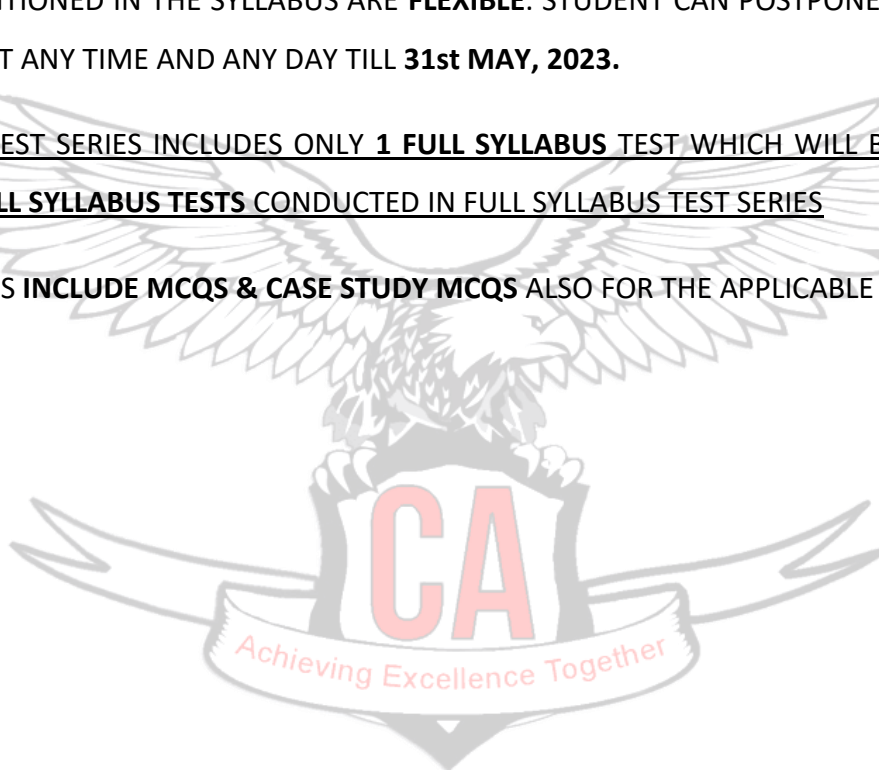 TIONED IN THE SYLLABUS ARE FLEXIBLE. STUDENT CAN POSTPONE
T ANY TIME AND ANY DAY TILL 31st MAY, 2023.
EST SERIES INCLUDES ONLY 1 FULL SYLLABUS TEST WHICH WILL B
LL SYLLABUS TESTS CONDUCTED IN FULL SYLLABUS TEST SERIES
S INCLUDE MCQS & CASE STUDY MCQS ALSO FOR THE APPLICABLE
CA
Achieving Excellence Together